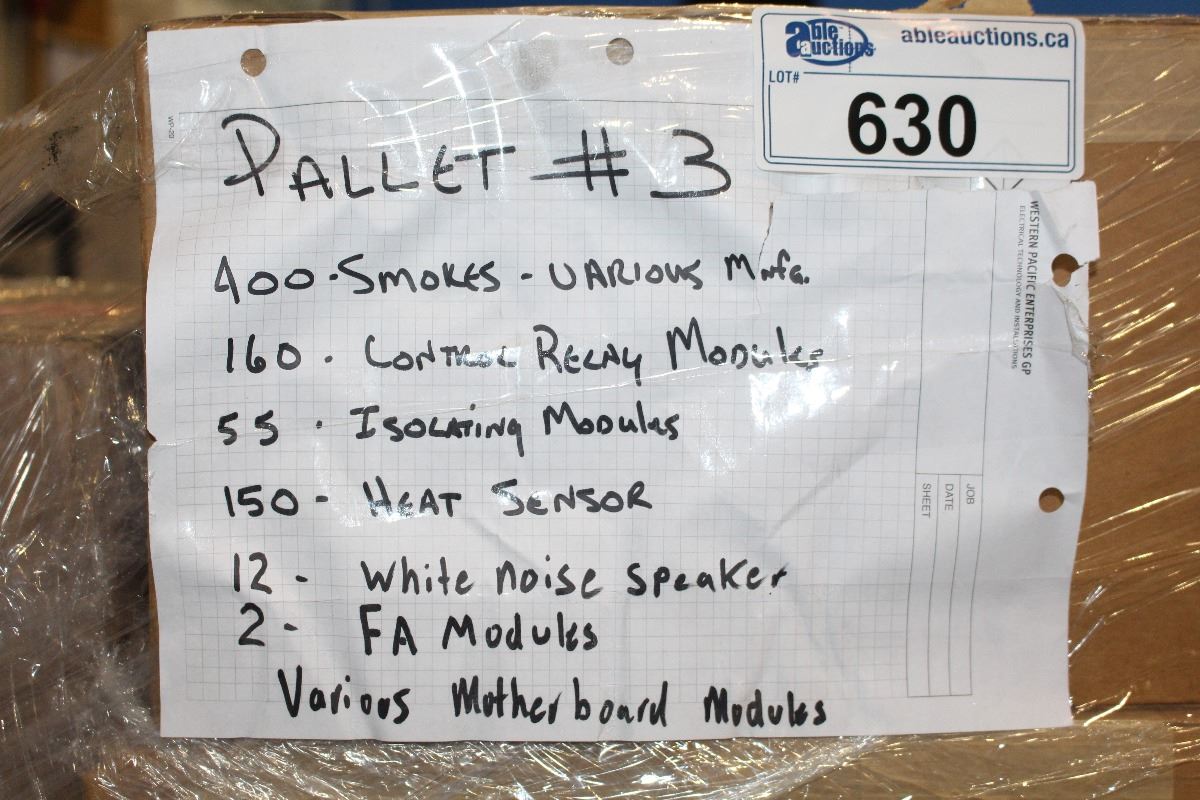 able auctions
ableauctions.ca
LOT#
630
WP-20
PALLET # 3
400 - SMOKES - VARIOUS Mnfg.
160 - CONTROL RELAY MODULES
55 - ISOLATING MODULES
150 - HEAT SENSOR
12 - White noise speaker
2 - FA Modules
Various Motherboard Modules
WESTERN PACIFIC ENTERPRISES GP
ELECTRICAL TECHNOLOGY AND INSTALLATIONS
JOB
DATE
SHEET